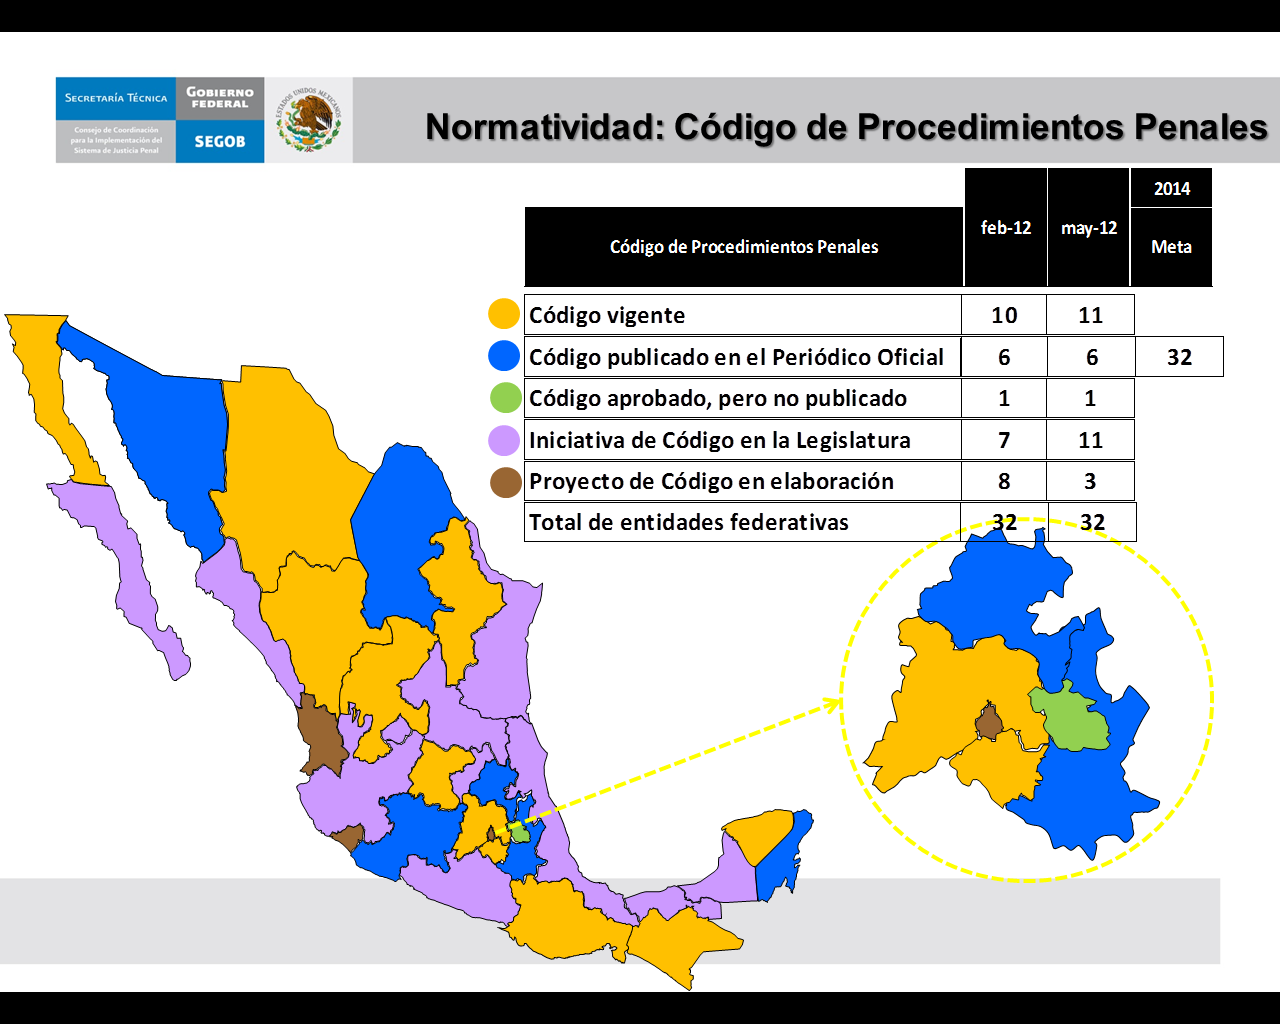 SECRETARÍA TÉCNICA
GOBIERNO
FEDERAL
Consejo de Coordinación
para la Implementación del
Sistema de Justicia Penal
SEGOB
ESTADOS UNIDOS MEXICANOS
Normatividad: Código de Procedimientos Penales
Código de Procedimientos Penales feb-12 may-12 2014
Meta
Código vigente 10 11
Código publicado en el Periódico Oficial 6 6 32
Código aprobado, pero no publicado 1 1
Iniciativa de Código en la Legislatura 7 11
Proyecto de Código en elaboración 8 3
Total de entidades federativas 32 32